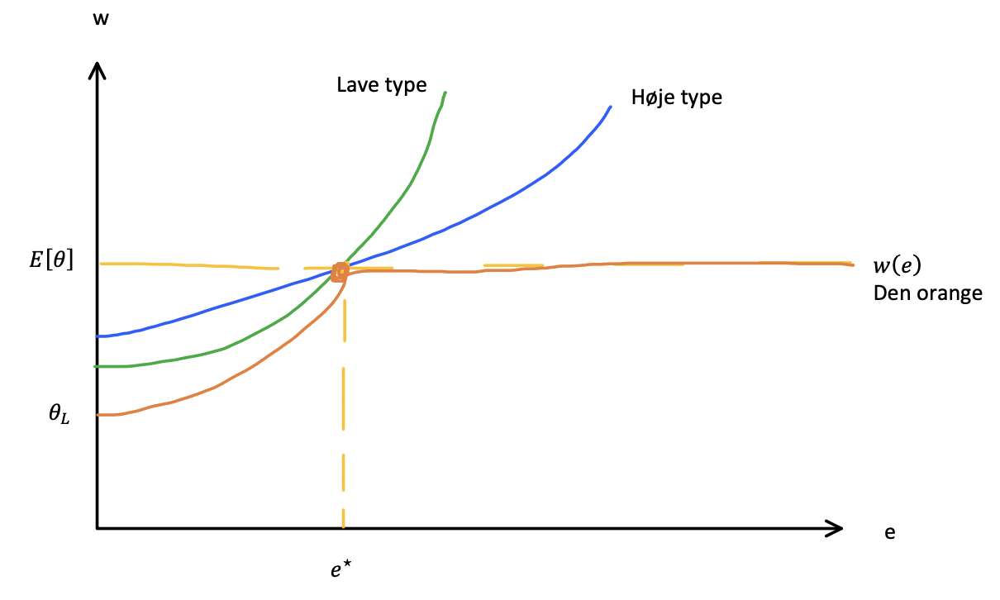 w
Lave type
Høje type
E[θ]
w(e)
Den orange
θ_L
e
e*